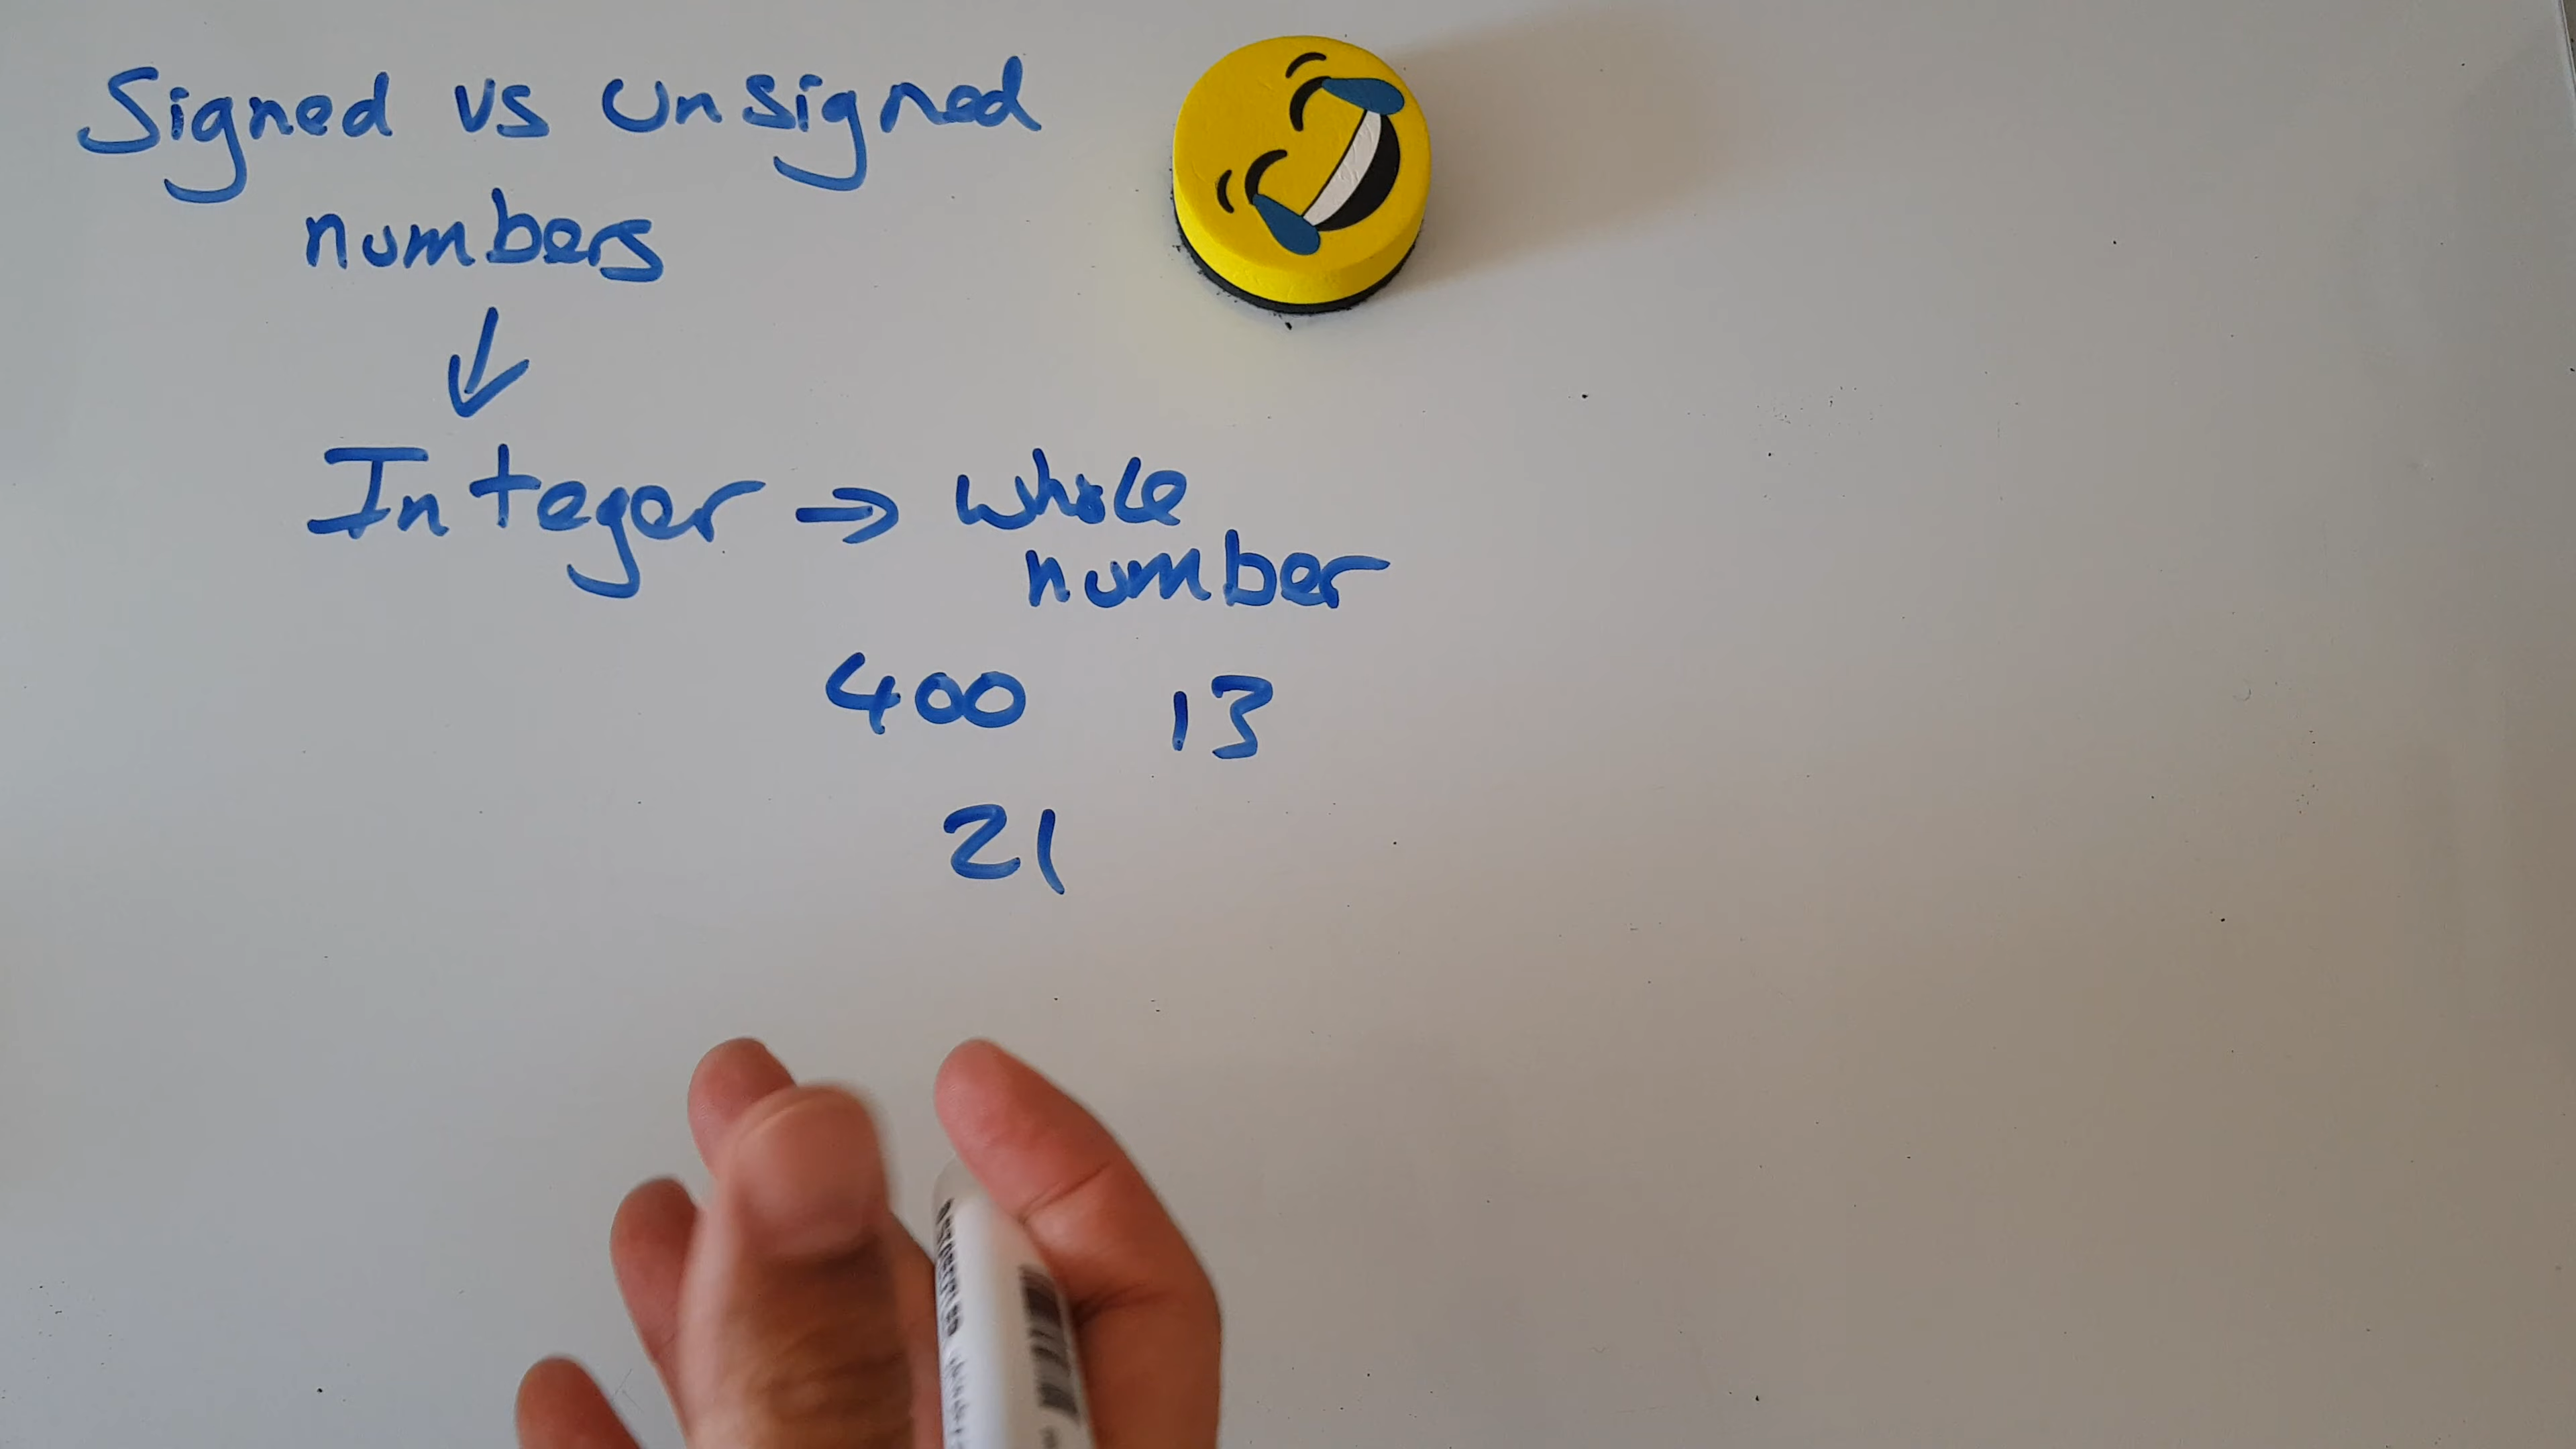 Signed vs unsigned
numbers
↓
Integer → whole
number
400 13
21